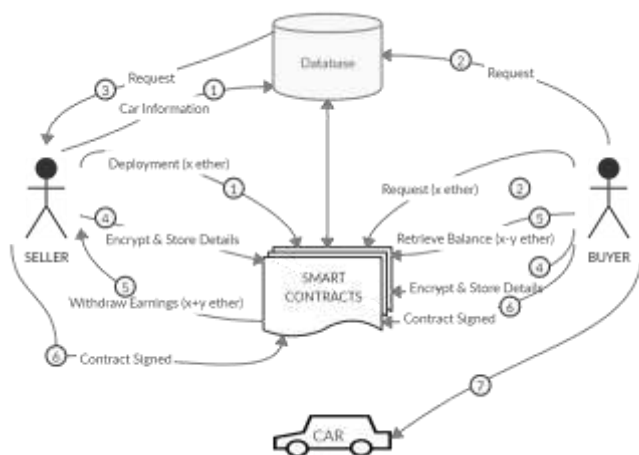 Database
Request
3
1
2
Request
Car Information
Deployment (x ether)
1
Request (x ether)
2
4
5
Encrypt & Store Details
Retrieve Balance (x-y ether)
SELLER
BUYER
5
SMART
CONTRACTS
4
Encrypt & Store Details
Withdraw Earnings (x+y ether)
6
Contract Signed
6
Contract Signed
7
CAR